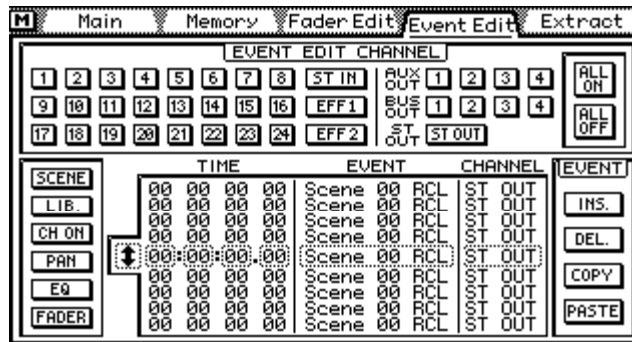 M Main Memory Fader Edit Event Edit Extract
EVENT EDIT CHANNEL
1 2 3 4 5 6 7 8 ST IN AUX OUT 1 2 3 4 ALL ON
9 10 11 12 13 14 15 16 EFF1 BUS OUT 1 2 3 4 ALL OFF
17 18 19 20 21 22 23 24 EFF2 ST OUT ST OUT
SCENE
LIB.
CH ON
PAN
EQ
FADER
TIME EVENT CHANNEL
00 00 00 00 Scene 00 RCL ST OUT
00 00 00 00 Scene 00 RCL ST OUT
00 00 00 00 Scene 00 RCL ST OUT
00 00 00 00 Scene 00 RCL ST OUT
00:00:00.00 Scene 00 RCL ST OUT
00 00 00 00 Scene 00 RCL ST OUT
00 00 00 00 Scene 00 RCL ST OUT
00 00 00 00 Scene 00 RCL ST OUT
00 00 00 00 Scene 00 RCL ST OUT
EVENT
INS.
DEL.
COPY
PASTE